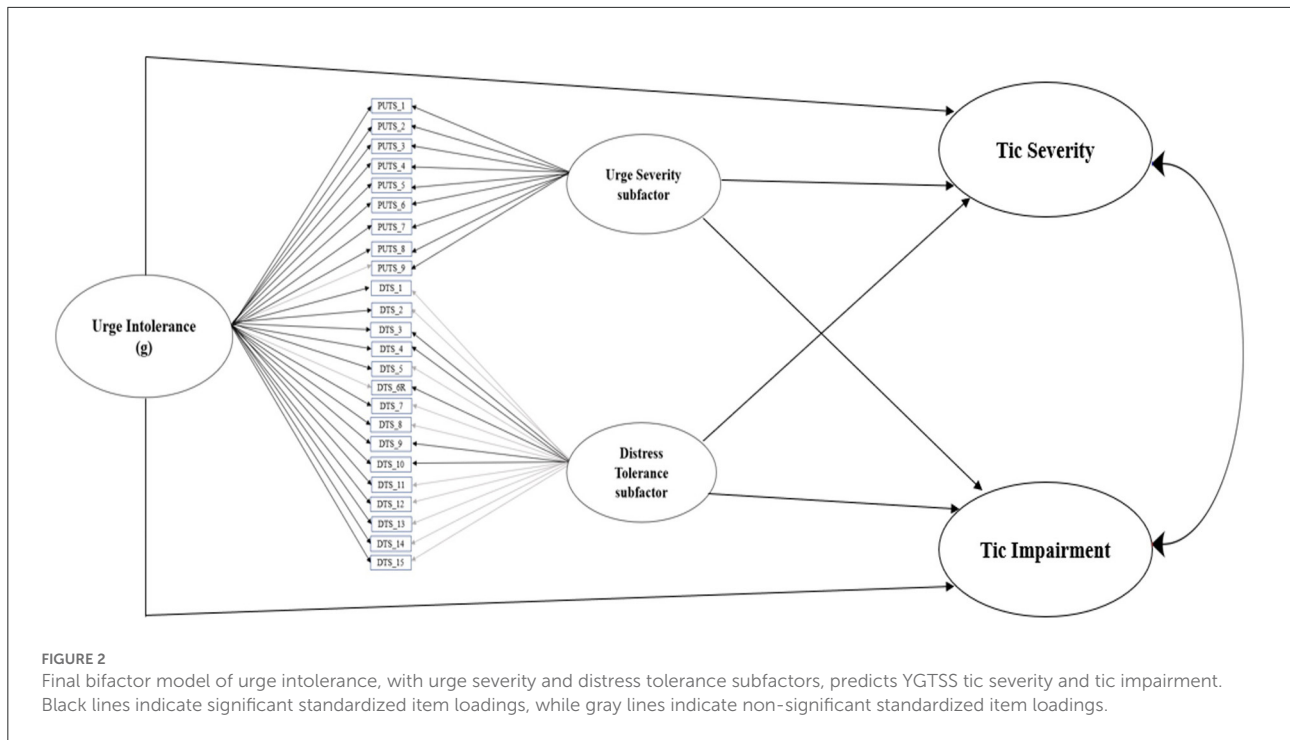 PUTS_1
PUTS_2
PUTS_3
PUTS_4
PUTS_5
PUTS_6
PUTS_7
PUTS_8
PUTS_9
DTS_1
DTS_2
DTS_3
DTS_4
DTS_5
DTS_6R
DTS_7
DTS_8
DTS_9
DTS_10
DTS_11
DTS_12
DTS_13
DTS_14
DTS_15
Urge Intolerance
(g)
Urge Severity
subfactor
Distress
Tolerance
subfactor
Tic Severity
Tic Impairment
FIGURE 2
Final bifactor model of urge intolerance, with urge severity and distress tolerance subfactors, predicts YGTSS tic severity and tic impairment.
Black lines indicate significant standardized item loadings, while gray lines indicate non-significant standardized item loadings.